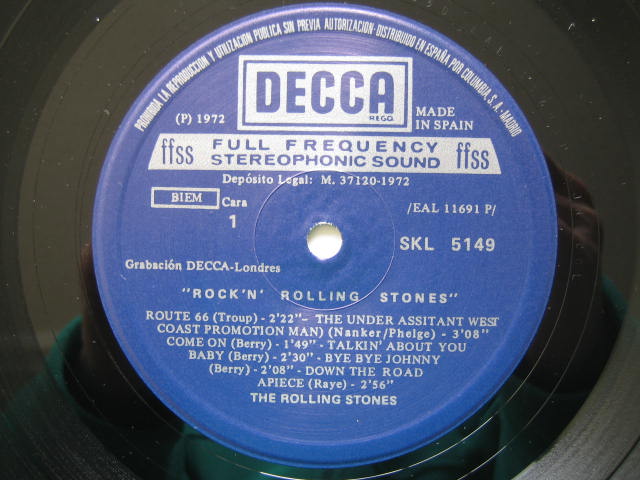 PROHIBIDA LA REPRODUCCION Y UTILIZACION PUBLICA SIN PREVIA AUTORIZACION - DISTRIBUIDO EN ESPAÑA POR COLUMBIA, S. A. - MADRID
DECCA
REGD.
(P) 1972
MADE
IN SPAIN
ffss FULL FREQUENCY ffss
STEREOPHONIC SOUND
Depósito Legal: M. 37120-1972
BIEM Cara
1
/EAL 11691 P/
SKL 5149
Grabación DECCA-Londres
"ROCK'N' ROLLING STONES"
ROUTE 66 (Troup) - 2'22"- THE UNDER ASSITANT WEST
COAST PROMOTION MAN) (Nanker/Phelge) - 3'08"
COME ON (Berry) - 1'49" - TALKIN' ABOUT YOU
BABY (Berry) - 2'30" - BYE BYE JOHNNY
(Berry) - 2'08" - DOWN THE ROAD
APIECE (Raye) - 2'56"
THE ROLLING STONES